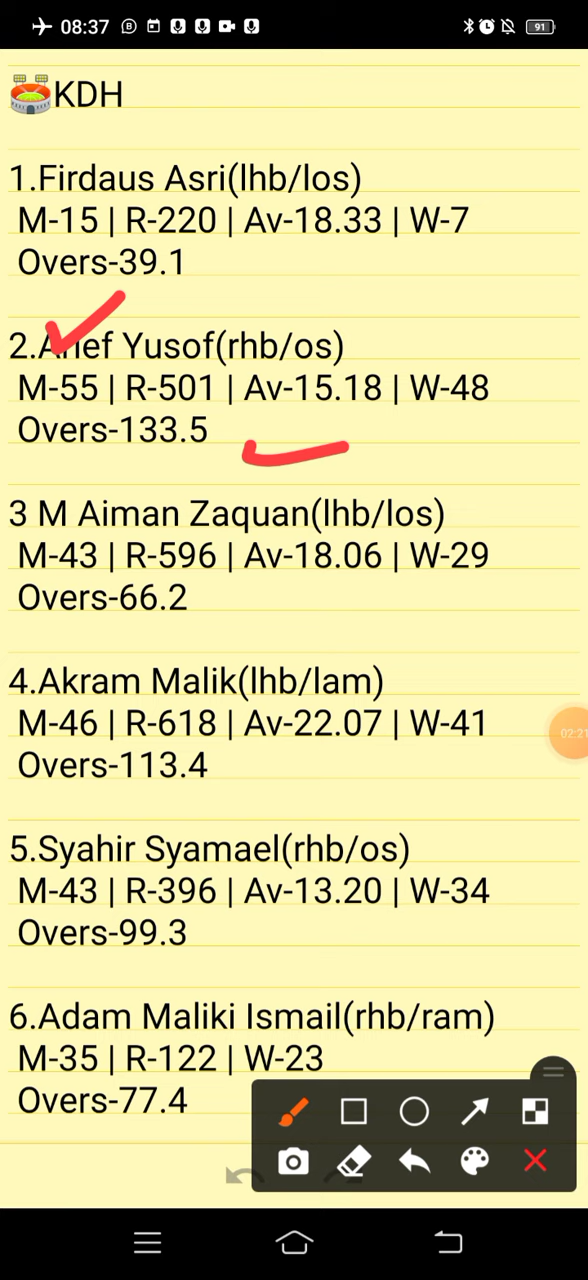 08:37
91
KDH
1.Firdaus Asri(lhb/los)
M-15 | R-220 | Av-18.33 | W-7
Overs-39.1
2.Arief Yusof(rhb/os)
M-55 | R-501 | Av-15.18 | W-48
Overs-133.5
3 M Aiman Zaquan(lhb/los)
M-43 | R-596 | Av-18.06 | W-29
Overs-66.2
4.Akram Malik(lhb/lam)
M-46 | R-618 | Av-22.07 | W-41
Overs-113.4
02:21
5.Syahir Syamael(rhb/os)
M-43 | R-396 | Av-13.20 | W-34
Overs-99.3
6.Adam Maliki Ismail(rhb/ram)
M-35 | R-122 | W-23
Overs-77.4